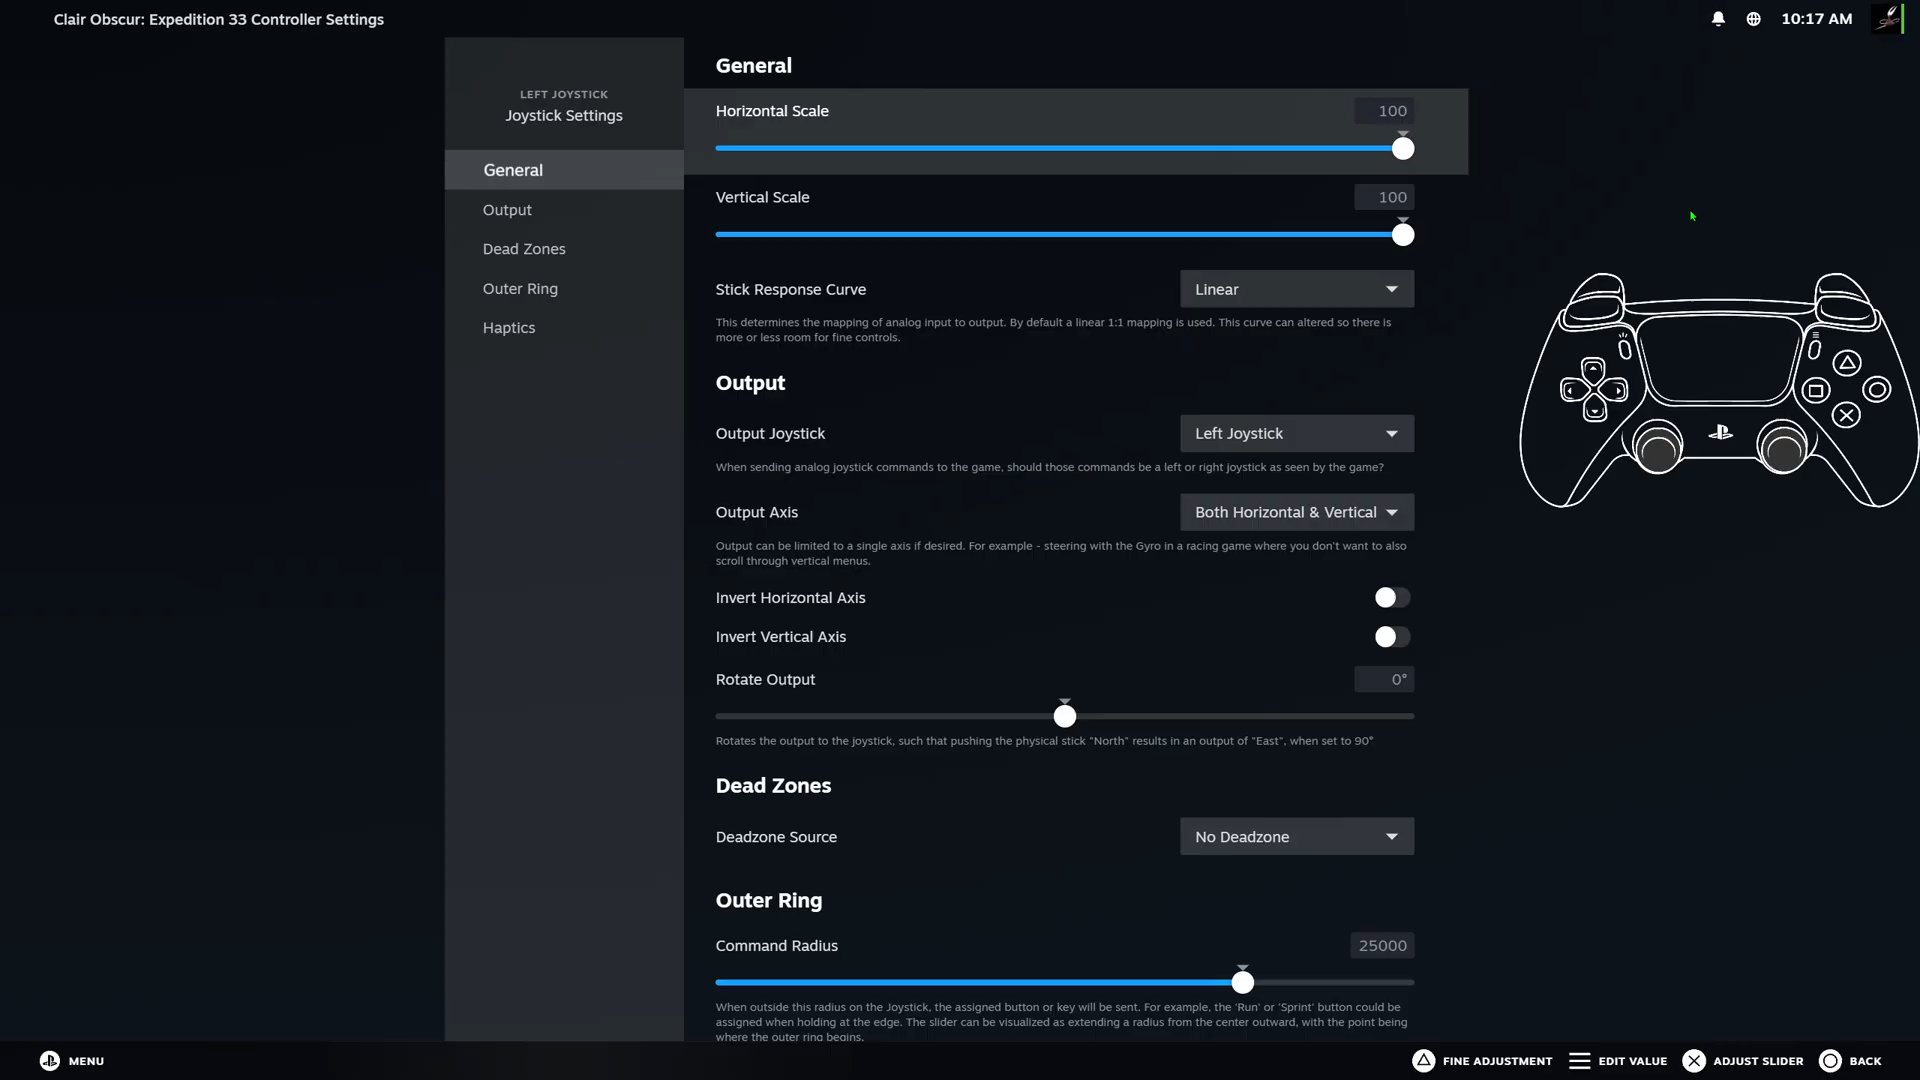 Clair Obscur: Expedition 33 Controller Settings
10:17 AM
LEFT JOYSTICK
Joystick Settings
General
Output
Dead Zones
Outer Ring
Haptics
General
Horizontal Scale
100
Vertical Scale
100
Stick Response Curve
Linear
This determines the mapping of analog input to output. By default a linear 1:1 mapping is used. This curve can altered so there is
more or less room for fine controls.
Output
Output Joystick
Left Joystick
When sending analog joystick commands to the game, should those commands be a left or right joystick as seen by the game?
Output Axis
Both Horizontal & Vertical
Output can be limited to a single axis if desired. For example - steering with the Gyro in a racing game where you don't want to also
scroll through vertical menus.
Invert Horizontal Axis
Invert Vertical Axis
Rotate Output
0°
Rotates the output to the joystick, such that pushing the physical stick "North" results in an output of "East", when set to 90°
Dead Zones
Deadzone Source
No Deadzone
Outer Ring
Command Radius
25000
When outside this radius on the Joystick, the assigned button or key will be sent. For example, the 'Run' or 'Sprint' button could be
assigned when holding at the edge. The slider can be visualized as extending a radius from the center outward, with the point being
where the outer ring begins.
MENU
FINE ADJUSTMENT
EDIT VALUE
ADJUST SLIDER
BACK